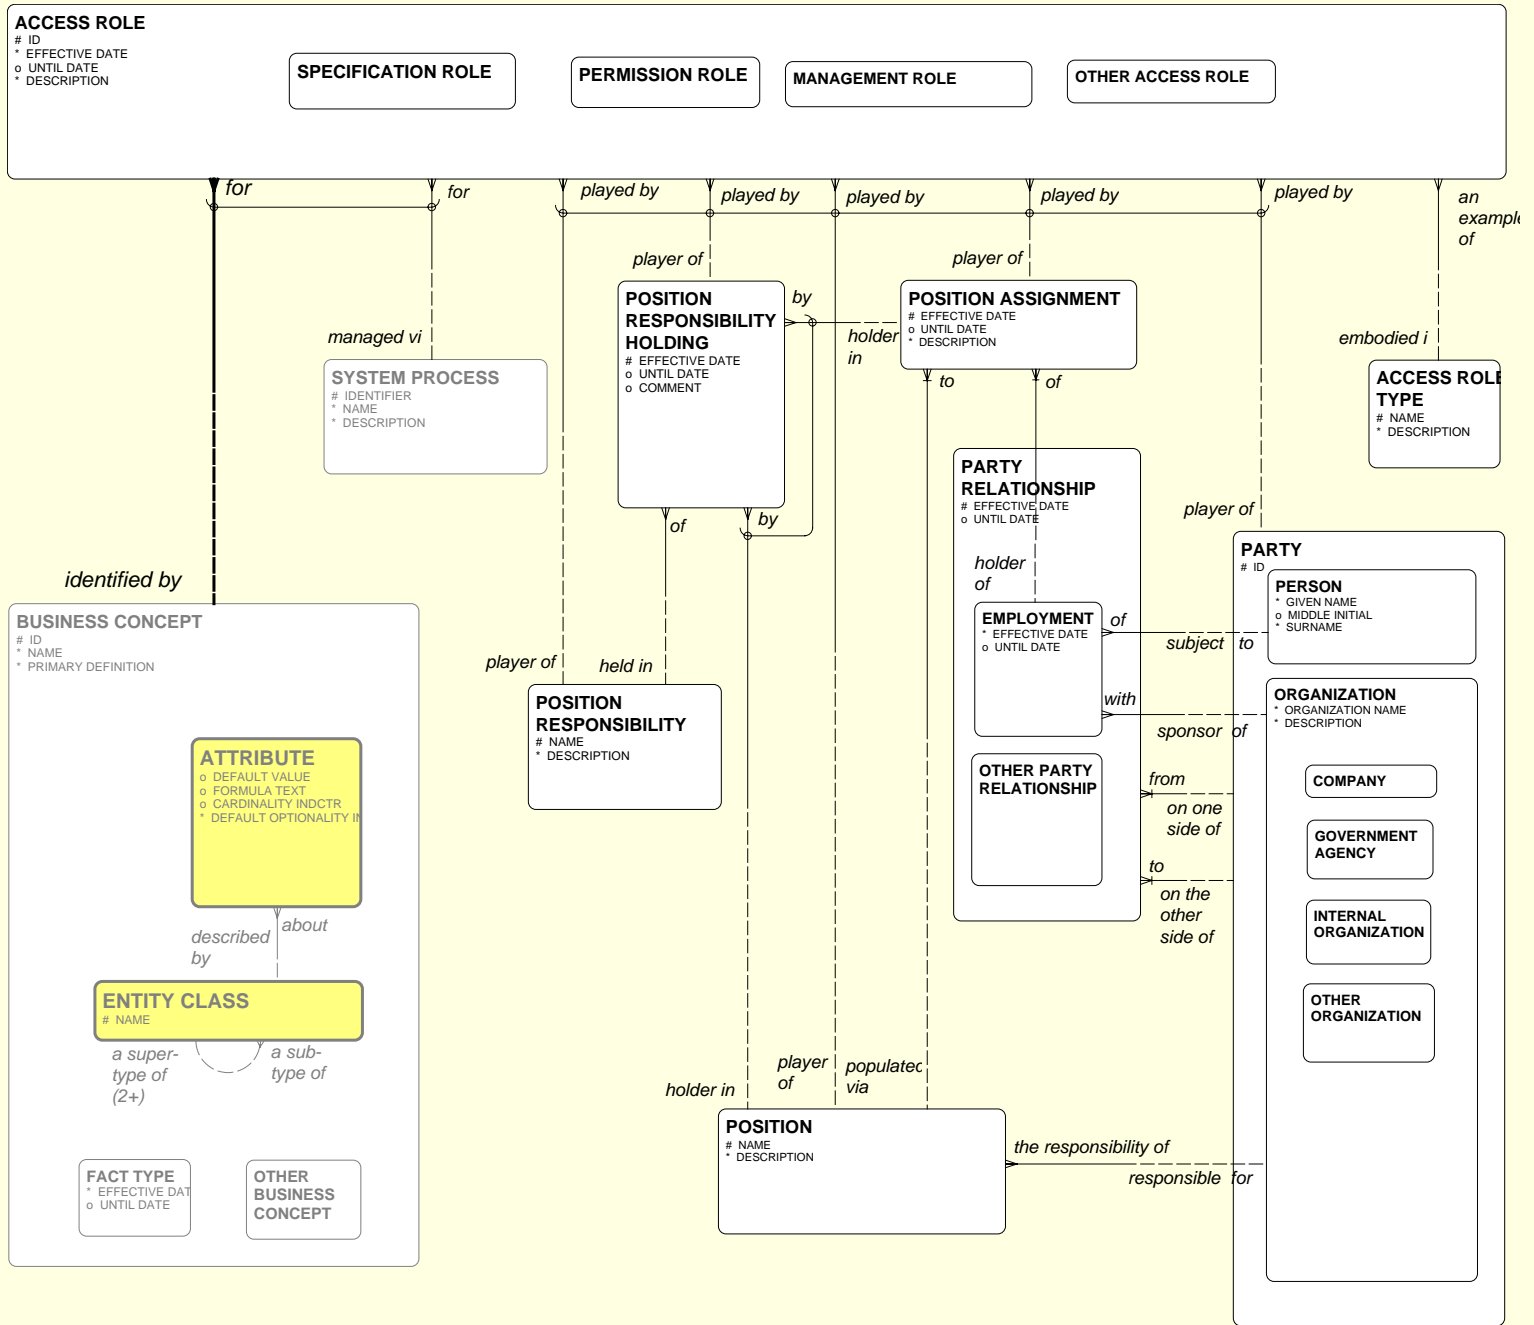 ACCESS ROLE
# ID
* EFFECTIVE DATE
o UNTIL DATE
* DESCRIPTION
SPECIFICATION ROLE
PERMISSION ROLE
MANAGEMENT ROLE
OTHER ACCESS ROLE
for
for
played by
played by
played by
played by
played by
an
example
of
player of
player of
managed vi
embodied i
SYSTEM PROCESS
# IDENTIFIER
* NAME
* DESCRIPTION
POSITION
RESPONSIBILITY
HOLDING
# EFFECTIVE DATE
o UNTIL DATE
o COMMENT
by
holder
in
POSITION ASSIGNMENT
# EFFECTIVE DATE
o UNTIL DATE
* DESCRIPTION
to
of
ACCESS ROLE
TYPE
# NAME
* DESCRIPTION
of
by
PARTY
RELATIONSHIP
# EFFECTIVE DATE
o UNTIL DATE
holder
of
player of
PARTY
# ID
PERSON
* GIVEN NAME
o MIDDLE INITIAL
* SURNAME
EMPLOYMENT
* EFFECTIVE DATE
o UNTIL DATE
of
subject to
with
sponsor of
ORGANIZATION
* ORGANIZATION NAME
* DESCRIPTION
OTHER PARTY
RELATIONSHIP
from
on one
side of
to
on the
other
side of
COMPANY
GOVERNMENT
AGENCY
INTERNAL
ORGANIZATION
OTHER
ORGANIZATION
identified by
BUSINESS CONCEPT
# ID
* NAME
* PRIMARY DEFINITION
player of
held in
POSITION
RESPONSIBILITY
# NAME
* DESCRIPTION
ATTRIBUTE
o DEFAULT VALUE
o FORMULA TEXT
o CARDINALITY INDCTR
* DEFAULT OPTIONALITY IN
about
described
by
ENTITY CLASS
# NAME
a super-
type of
(2+)
a sub-
type of
FACT TYPE
* EFFECTIVE DAT
o UNTIL DATE
OTHER
BUSINESS
CONCEPT
holder in
player
of
populated
via
POSITION
# NAME
* DESCRIPTION
the responsibility of
responsible for